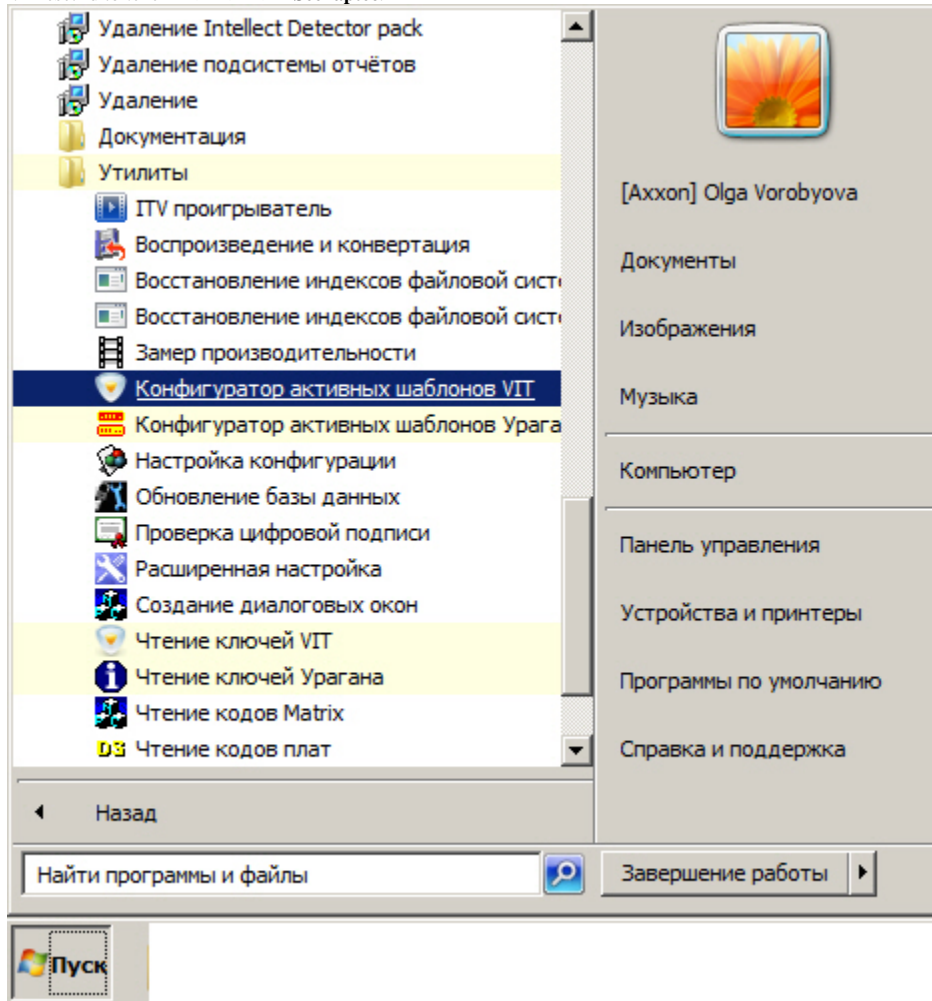 Удаление Intellect Detector pack
Удаление подсистемы отчётов
Удаление
Документация
Утилиты
ITV проигрыватель
Воспроизведение и конвертация
Восстановление индексов файловой систе
Восстановление индексов файловой систе
Замер производительности
Конфигуратор активных шаблонов VIT
Конфигуратор активных шаблонов Урага
Настройка конфигурации
Обновление базы данных
Проверка цифровой подписи
Расширенная настройка
Создание диалоговых окон
Чтение ключей VIT
Чтение ключей Урагана
Чтение кодов Matrix
Чтение кодов плат
Назад
Найти программы и файлы
[Axxon] Olga Vorobyova
Документы
Изображения
Музыка
Компьютер
Панель управления
Устройства и принтеры
Программы по умолчанию
Справка и поддержка
Завершение работы
Пуск